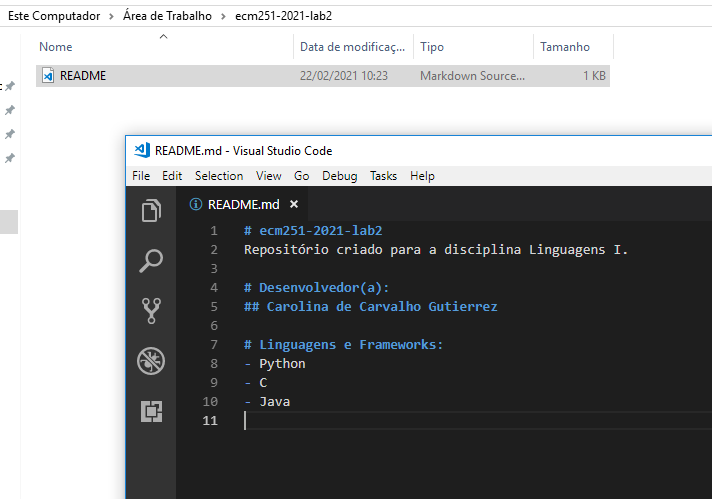 Este Computador > Área de Trabalho > ecm251-2021-lab2
Nome Data de modificaç... Tipo Tamanho
README 22/02/2021 10:23 Markdown Source... 1 KB
README.md - Visual Studio Code
File Edit Selection View Go Debug Tasks Help
README.md ×
1 # ecm251-2021-lab2
2 Repositório criado para a disciplina Linguagens I.
3
4 # Desenvolvedor(a):
5 ## Carolina de Carvalho Gutierrez
6
7 # Linguagens e Frameworks:
8 - Python
9 - C
10 - Java
11